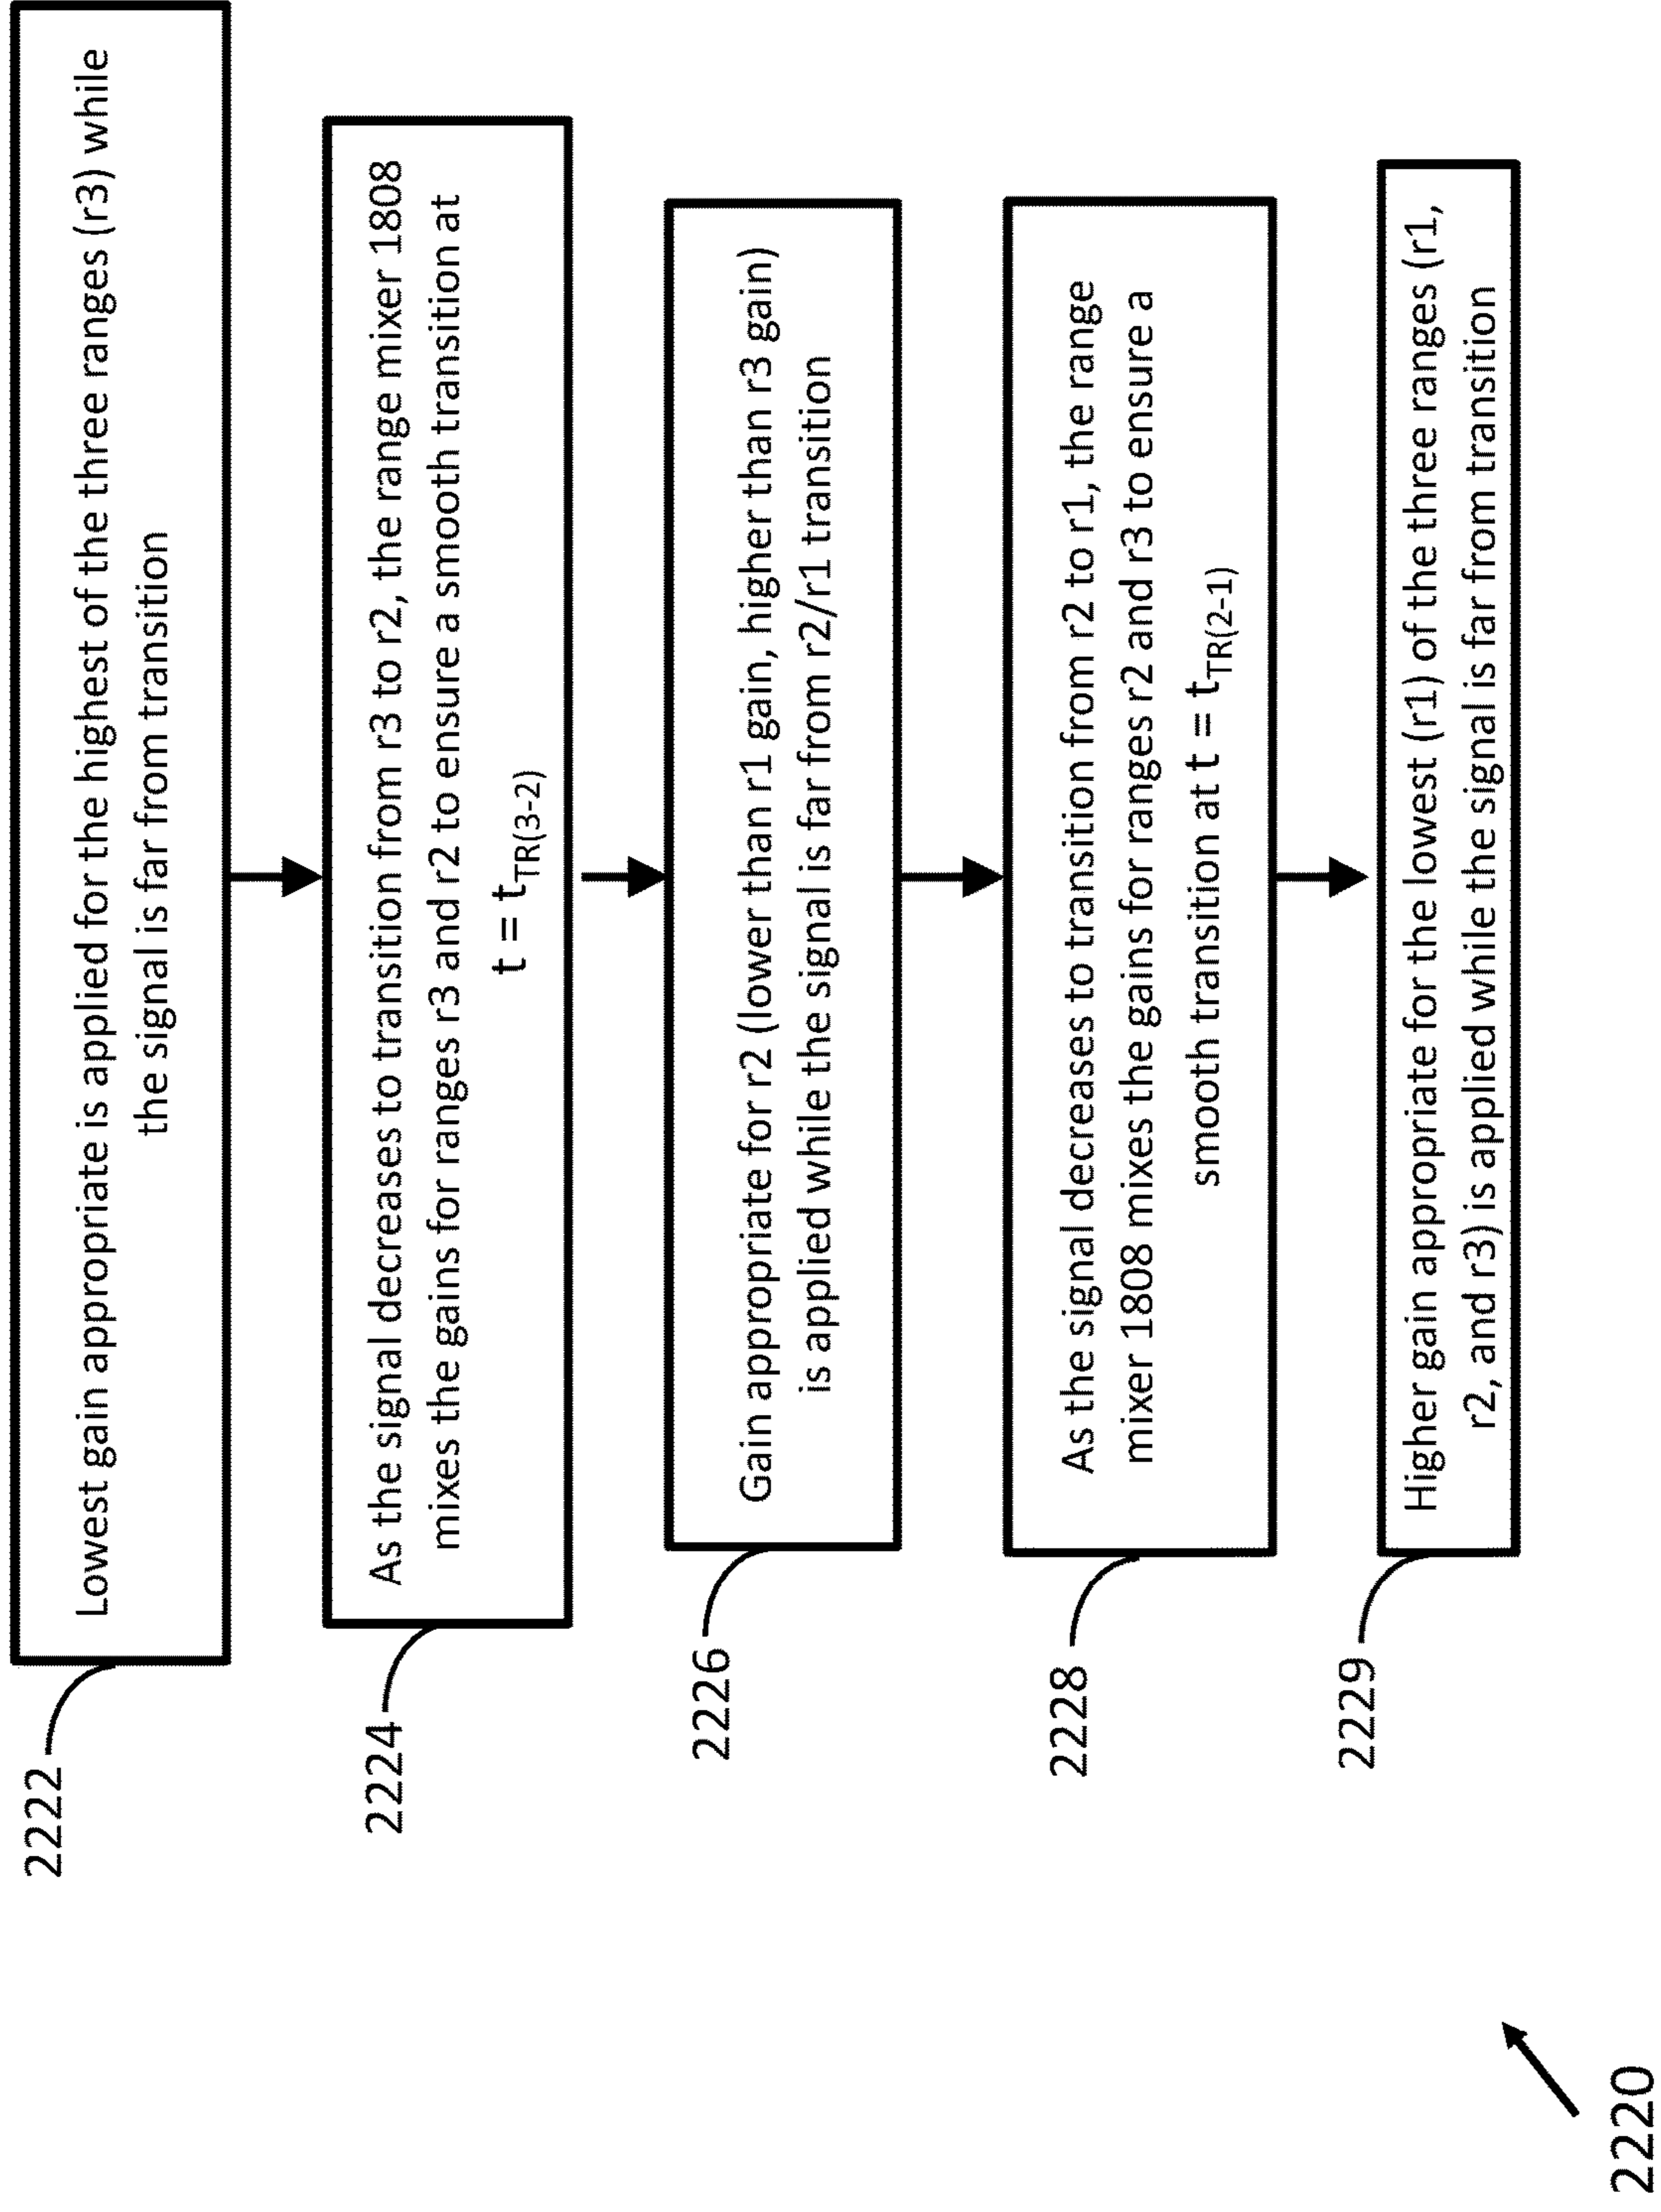 2222
Lowest gain appropriate is applied for the highest of the three ranges (r3) while
the signal is far from transition
2224
As the signal decreases to transition from r3 to r2, the range mixer 1808
mixes the gains for ranges r3 and r2 to ensure a smooth transition at
t = tTR(3-2)
2226
Gain appropriate for r2 (lower than r1 gain, higher than r3 gain)
is applied while the signal is far from r2/r1 transition
2228
As the signal decreases to transition from r2 to r1, the range
mixer 1808 mixes the gains for ranges r2 and r3 to ensure a
smooth transition at t = tTR(2-1)
2229
Higher gain appropriate for the lowest (r1) of the three ranges (r1,
r2, and r3) is applied while the signal is far from transition
2220